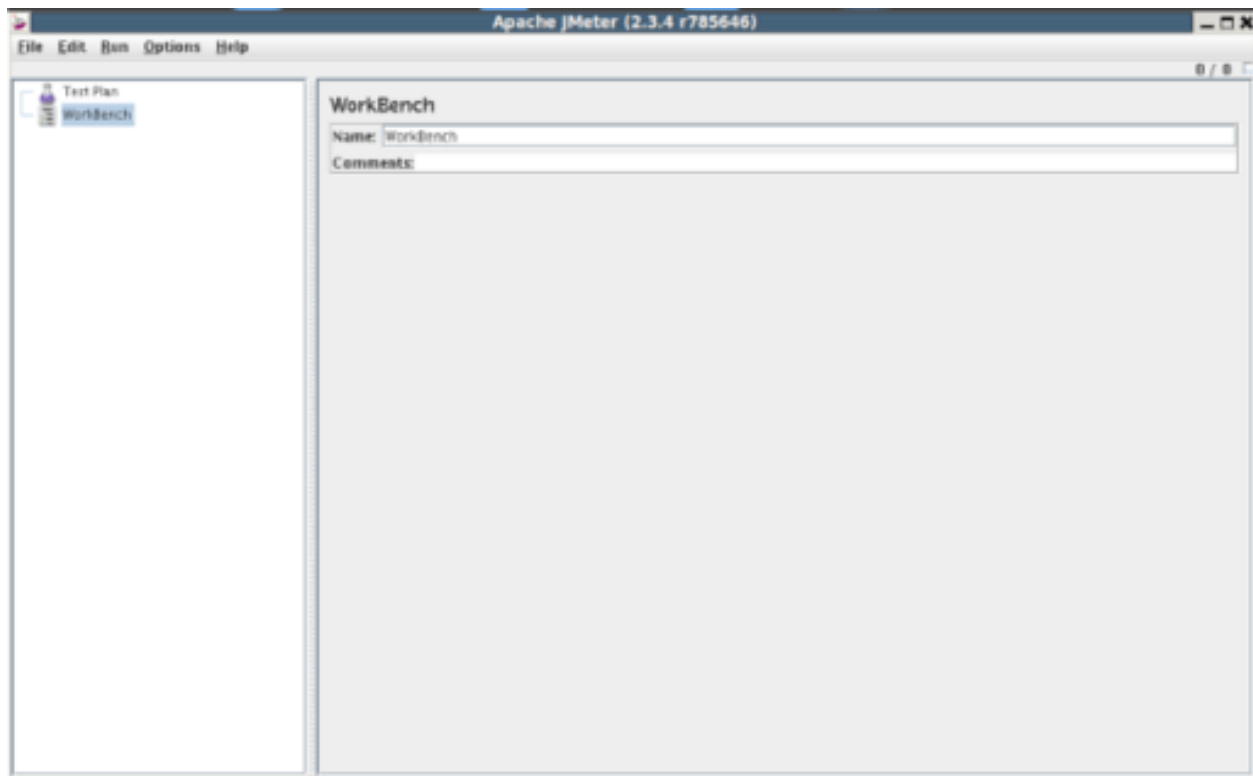 Apache JMeter (2.3.4 r785646)
File Edit Run Options Help
0 / 0
Test Plan
WorkBench
WorkBench
Name: WorkBench
Comments: